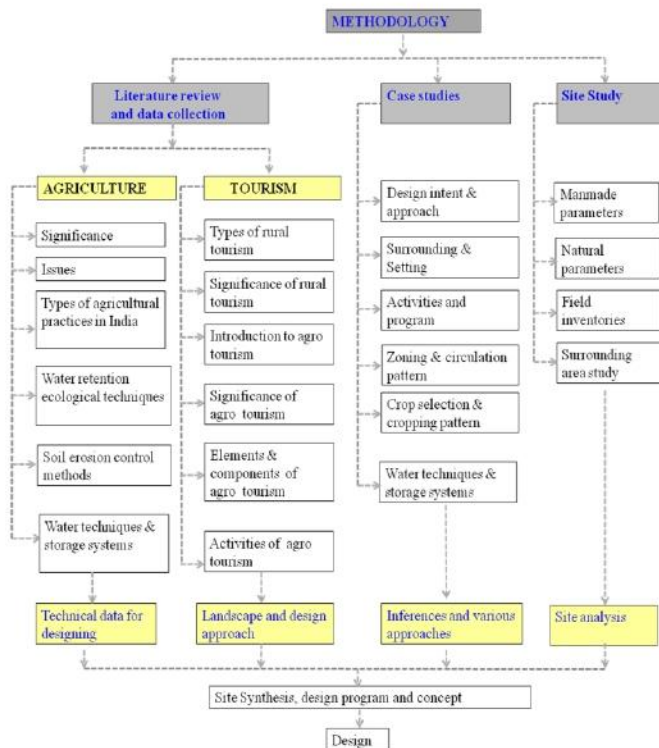 METHODOLOGY
Literature review
and data collection
Case studies
Site Study
AGRICULTURE
Significance
Issues
Types of agricultural
practices in India
Water retention
ecological techniques
Soil erosion control
methods
Water techniques &
storage systems
Technical data for
designing
TOURISM
Types of rural
tourism
Significance of rural
tourism
Introduction to agro
tourism
Significance of
agro tourism
Elements &
components of
agro tourism
Activities of agro
tourism
Landscape and design
approach
Design intent &
approach
Surrounding &
Setting
Activities and
program
Zoning & circulation
pattern
Crop selection &
cropping pattern
Water techniques &
storage systems
Inferences and various
approaches
Manmade
parameters
Natural
parameters
Field
inventories
Surrounding
area study
Site analysis
Site Synthesis, design program and concept
Design